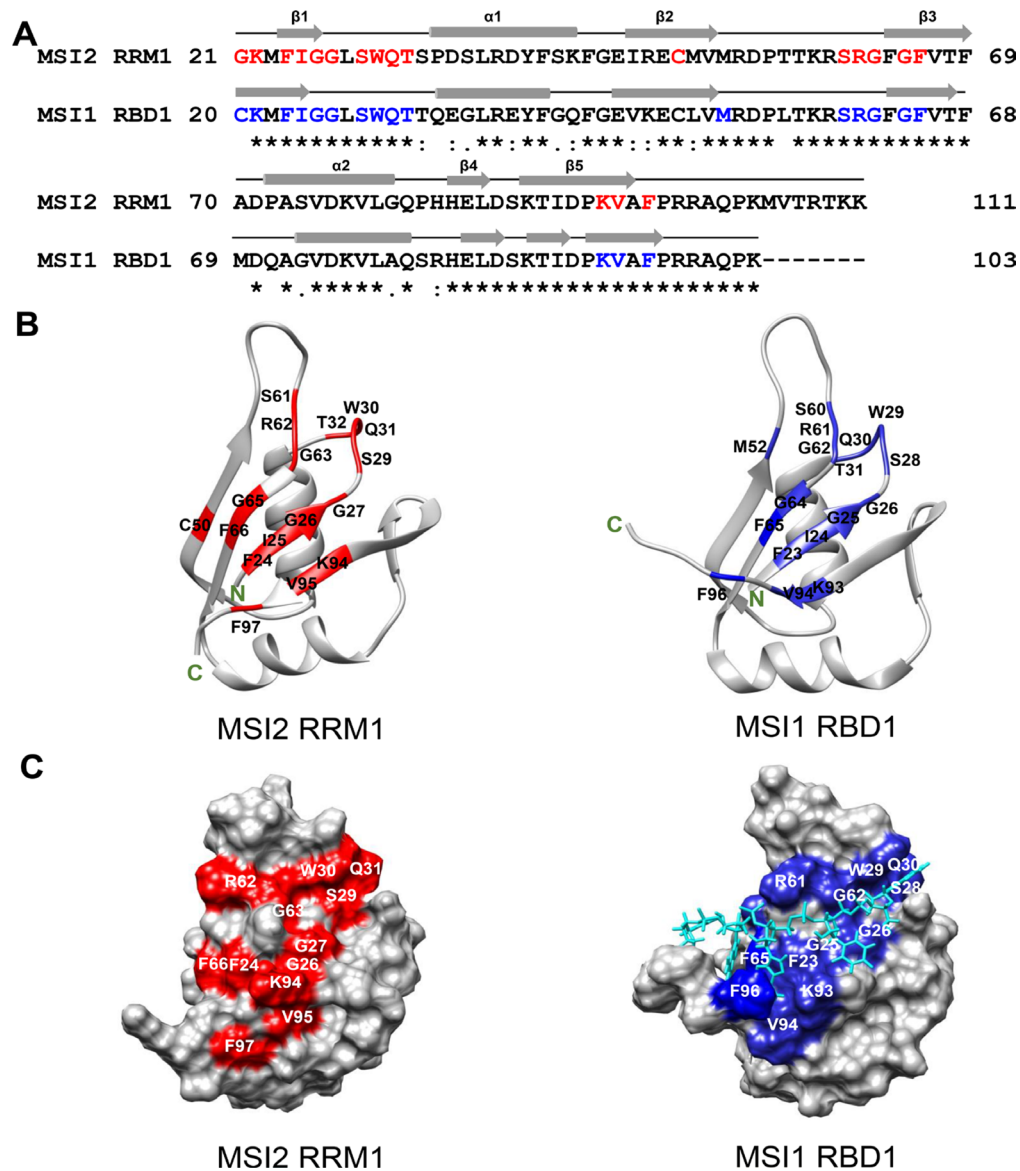 A
β1 α1 β2 β3
MSI2 RRM1 21 GKMFIGGLSWQTSPDSLRDYFSKFGEIRECMVMRDPTTKRSRGFGFVTF 69
MSI1 RBD1 20 CKMFIGGLSWQTTQEGLREYFGQFGEVKECLVMRDPLTKRSRGFGFVTF 68
***********:.:**:**.:***::**:***** ************
α2 β4 β5
MSI2 RRM1 70 ADPASVDKVLGQPHHELDSKTIDPKVAFPRRAQPKMVTRTKK 111
MSI1 RBD1 69 MDQAGVDKVLAQSRHELDSKTIDPKVAFPRRAQPK------- 103
* *.*****.* :*********************
B
S61
R62
T32
W30
Q31
G63
S29
G65
G27
C50
F66
G26
I25
F24
K94
V95
N
F97
C
MSI2 RRM1
S60
R61
W29
M52
G62
Q30
T31
S28
G64
G26
C
F65
G25
I24
F23
F96
N
V94
K93
MSI1 RBD1
C
R62
W30
Q31
S29
G63
G27
F66
F24
G26
K94
V95
F97
MSI2 RRM1
R61
W29
Q30
G62
S28
G26
G25
F65
F23
F96
K93
V94
MSI1 RBD1